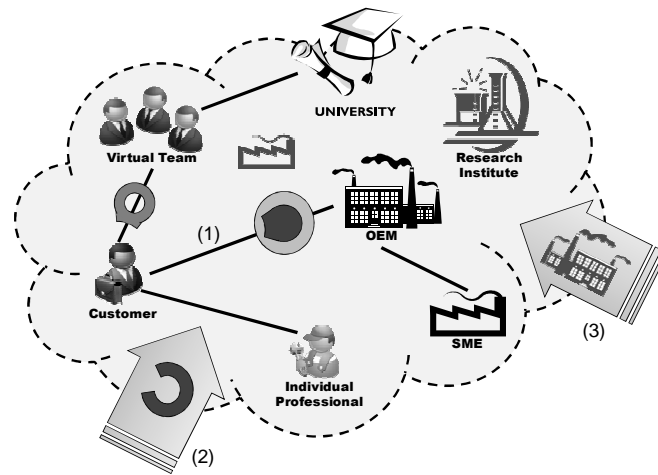 UNIVERSITY
Virtual Team
Research
Institute
(1)
OEM
Customer
(3)
SME
Individual
Professional
(2)